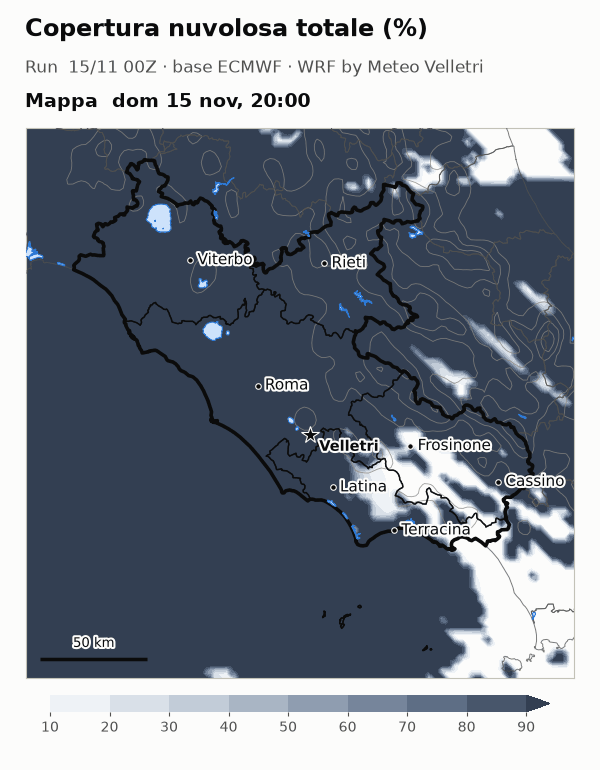 Copertura nuvolosa totale (%)
Run  15/11 00Z · base ECMWF · WRF by Meteo Velletri
Mappa  dom 15 nov, 20:00
Viterbo
Rieti
Roma
Velletri
Frosinone
Latina
Cassino
Terracina
50 km
10 20 30 40 50 60 70 80 90